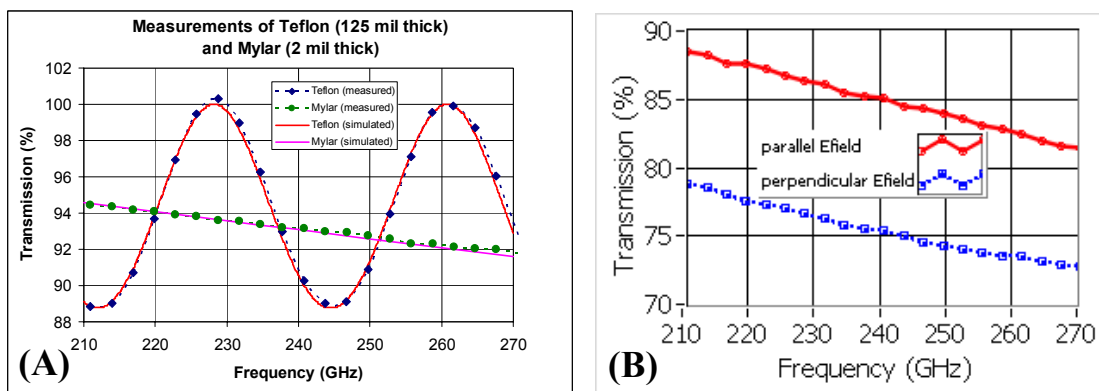 Measurements of Teflon (125 mil thick)
and Mylar (2 mil thick)
Teflon (measured)
Mylar (measured)
Teflon (simulated)
Mylar (simulated)
Transmission (%)
102
100
98
96
94
92
90
88
210 220 230 240 250 260 270
Frequency (GHz)
(A)
Transmission (%)
90
85
80
75
70
parallel Efield
perpendicular Efield
210 220 230 240 250 260 270
Frequency (GHz)
(B)